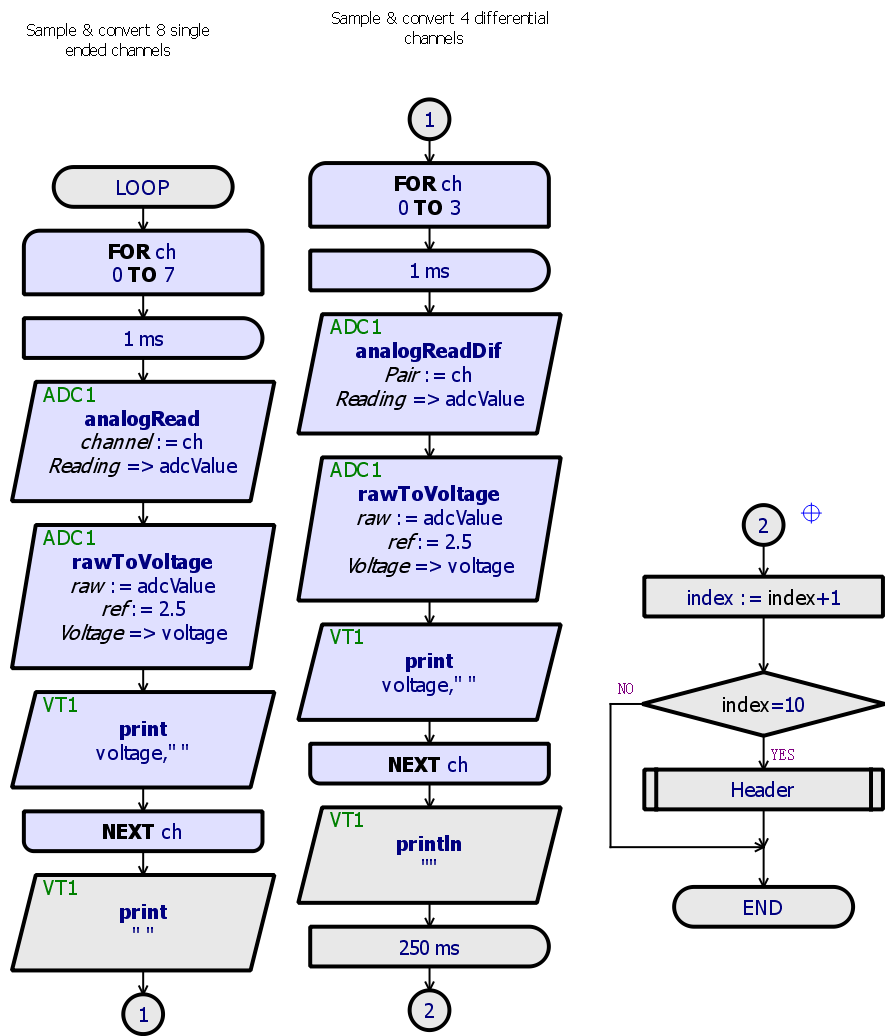 Sample & convert 8 single
ended channels
LOOP
FOR ch
0 TO 7
1 ms
ADC1
analogRead
channel := ch
Reading => adcValue
ADC1
rawToVoltage
raw := adcValue
ref := 2.5
Voltage => voltage
VT1
print
voltage," "
NEXT ch
VT1
print
" "
1
Sample & convert 4 differential
channels
1
FOR ch
0 TO 3
1 ms
ADC1
analogReadDif
Pair := ch
Reading => adcValue
ADC1
rawToVoltage
raw := adcValue
ref := 2.5
Voltage => voltage
VT1
print
voltage," "
NEXT ch
VT1
println
""
250 ms
2
2
index := index+1
index=10
NO
YES
Header
END